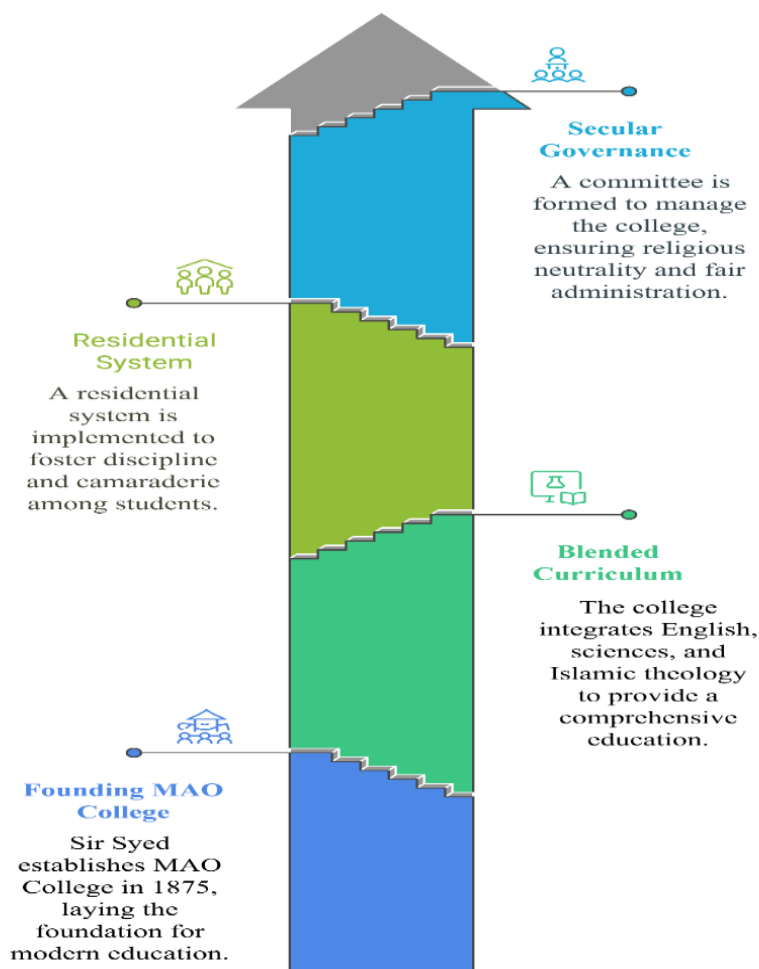 Secular
Governance
A committee is
formed to manage
the college,
ensuring religious
neutrality and fair
administration.
Residential
System
A residential
system is
implemented to
foster discipline
and camaraderie
among students.
Blended
Curriculum
The college
integrates English,
sciences, and
Islamic theology
to provide a
comprehensive
education.
Founding MAO
College
Sir Syed
establishes MAO
College in 1875,
laying the
foundation for
modern education.